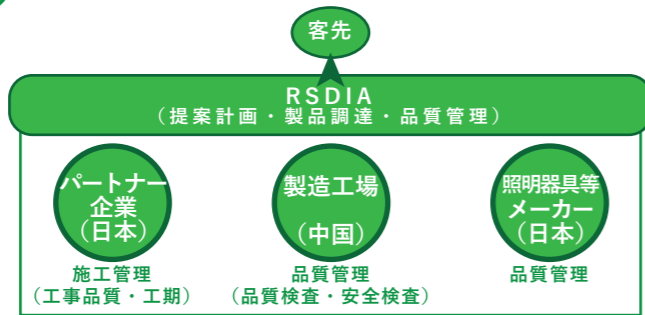 客先
RSDIA
（提案計画・製品調達・品質管理）
パートナー
企業
（日本）
施工管理
（工事品質・工期）
製造工場
（中国）
品質管理
（品質検査・安全検査）
照明器具等
メーカー
（日本）
品質管理